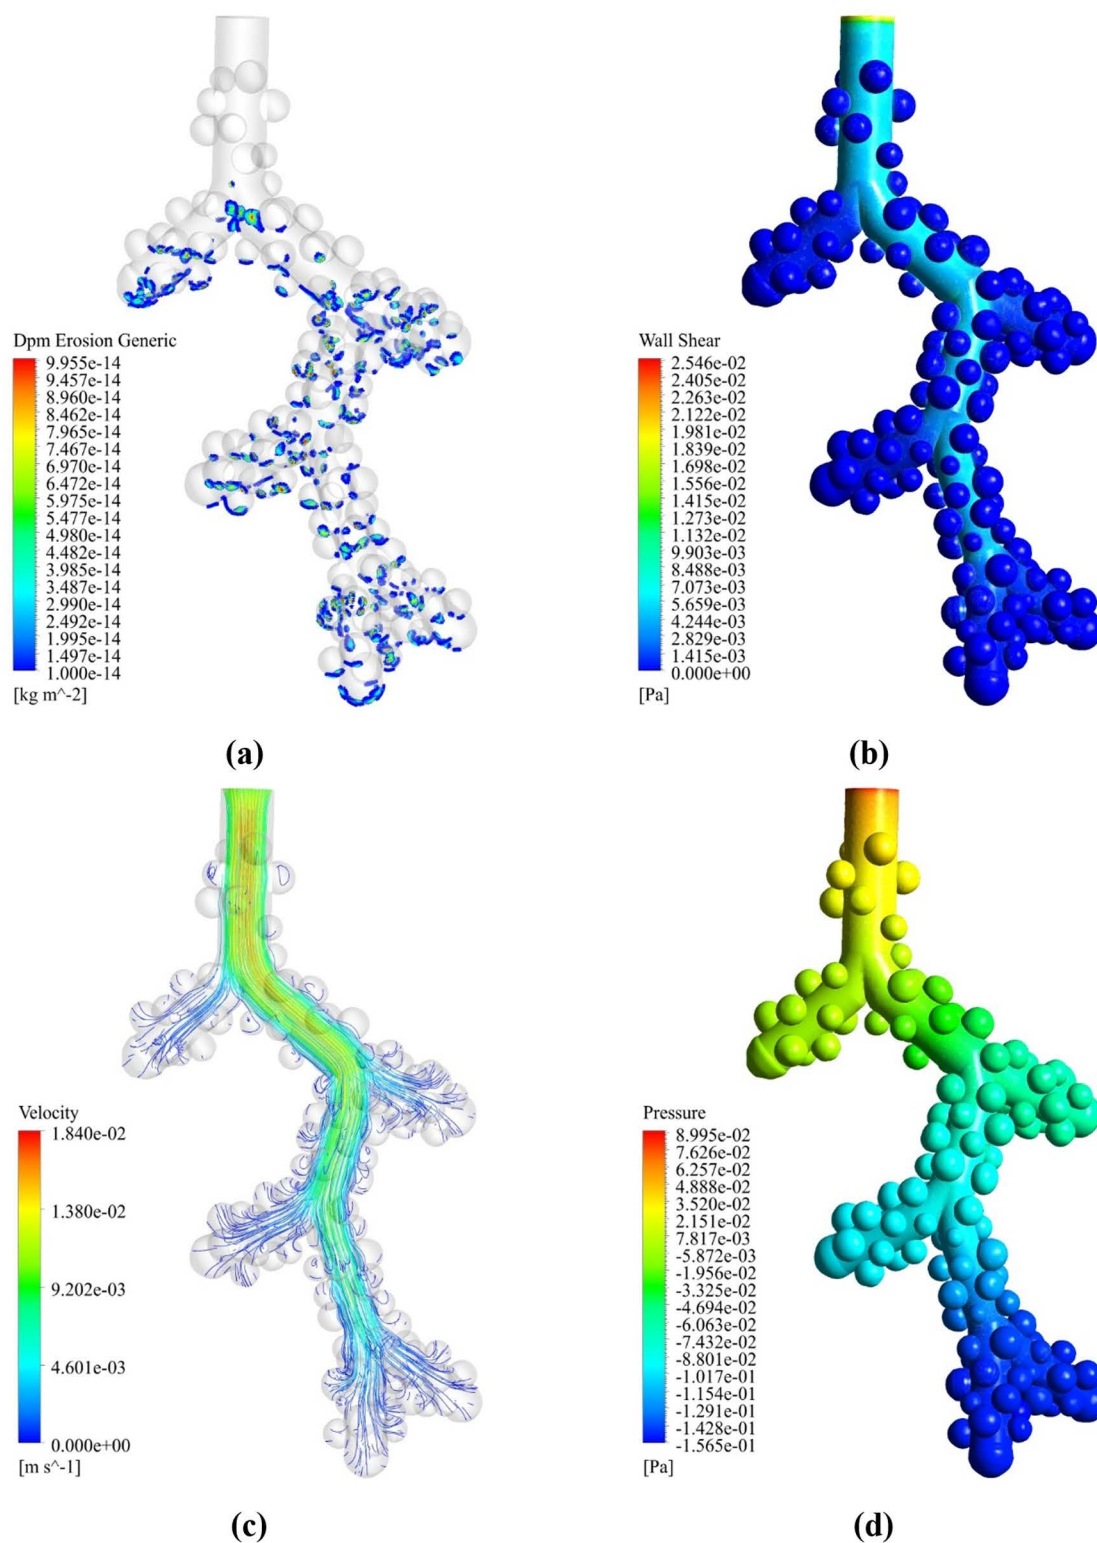 Dpm Erosion Generic
9.955e-14
9.457e-14
8.960e-14
8.462e-14
7.965e-14
7.467e-14
6.970e-14
6.472e-14
5.975e-14
5.477e-14
4.980e-14
4.482e-14
3.985e-14
3.487e-14
2.990e-14
2.492e-14
1.995e-14
1.497e-14
1.000e-14
[kg m^-2]
(a)
Wall Shear
2.546e-02
2.405e-02
2.263e-02
2.122e-02
1.981e-02
1.839e-02
1.698e-02
1.556e-02
1.415e-02
1.273e-02
1.132e-02
9.903e-03
8.488e-03
7.073e-03
5.659e-03
4.244e-03
2.829e-03
1.415e-03
0.000e+00
[Pa]
(b)
Velocity
1.840e-02
1.380e-02
9.202e-03
4.601e-03
0.000e+00
[m s^-1]
(c)
Pressure
8.995e-02
7.626e-02
6.257e-02
4.888e-02
3.520e-02
2.151e-02
7.817e-03
-5.872e-03
-1.956e-02
-3.325e-02
-4.694e-02
-6.063e-02
-7.432e-02
-8.801e-02
-1.017e-01
-1.154e-01
-1.291e-01
-1.428e-01
-1.565e-01
[Pa]
(d)